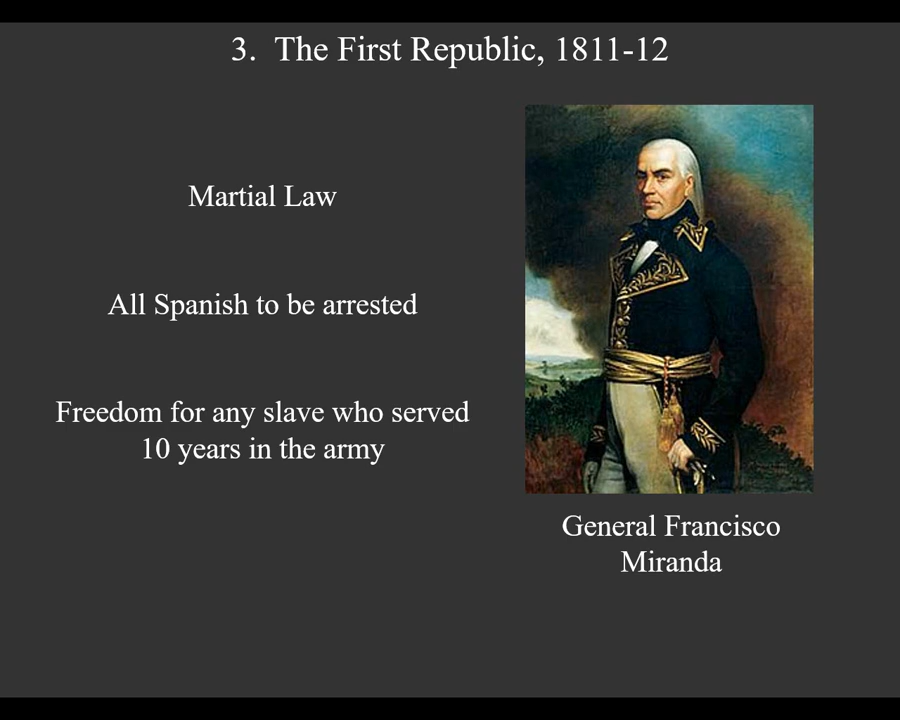 3.  The First Republic, 1811-12
Martial Law
All Spanish to be arrested
Freedom for any slave who served
10 years in the army
General Francisco
Miranda